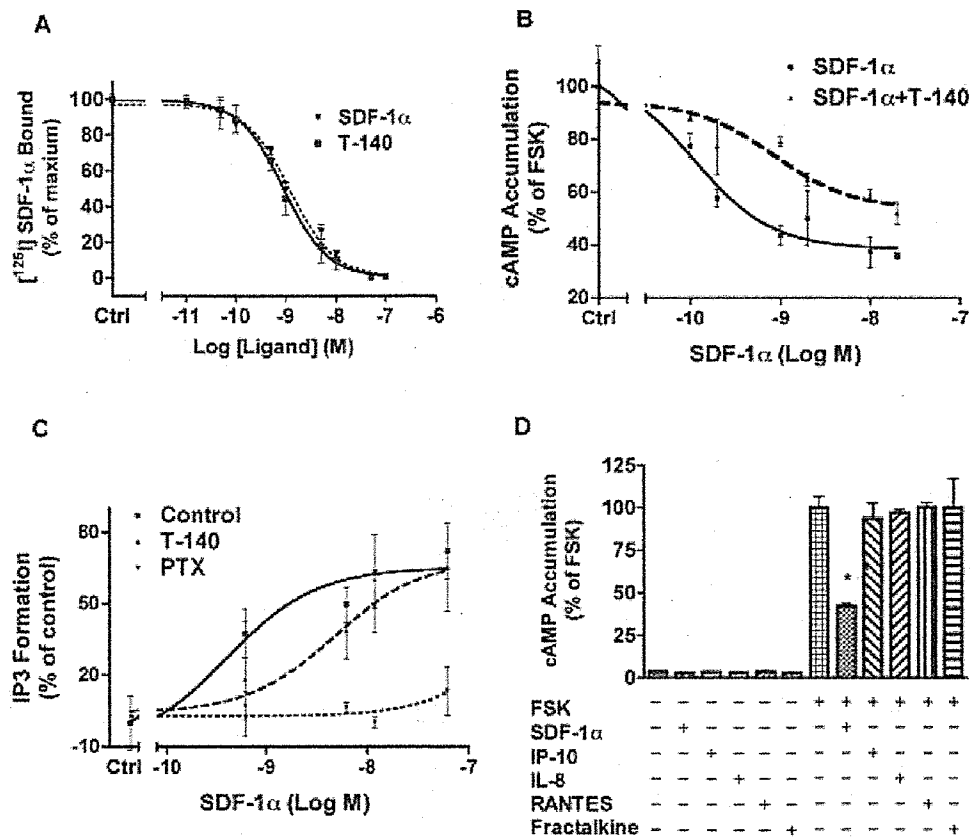 A
[125I] SDF-1α Bound
(% of maxium)
100
80
60
40
20
0
SDF-1α
T-140
Ctrl -11 -10 -9 -8 -7 -6
Log [Ligand] (M)
B
cAMP Accumulation
(% of FSK)
100
80
60
40
20
SDF-1α
SDF-1α+T-140
Ctrl -10 -9 -8 -7
SDF-1α (Log M)
C
IP3 Formation
(% of control)
80
50
20
-10
Control
T-140
PTX
Ctrl -10 -9 -8 -7
SDF-1α (Log M)
D
cAMP Accumulation
(% of FSK)
125
100
75
50
25
0
*
FSK - - - - - - + + + + + +
SDF-1α - + - - - - - + - - - -
IP-10 - - + - - - - - + - - -
IL-8 - - - + - - - - - + - -
RANTES - - - - + - - - - - + -
Fractalkine - - - - - + - - - - - +